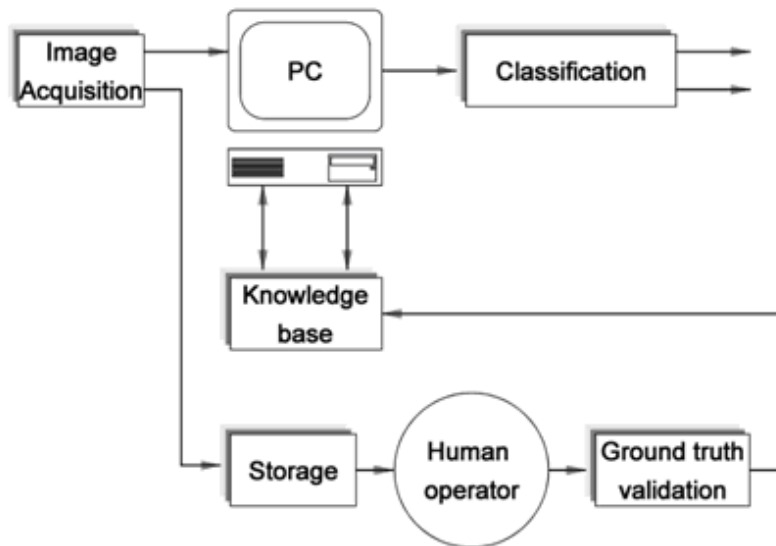 Image
Acquisition
PC
Classification
Knowledge
base
Storage
Human
operator
Ground truth
validation